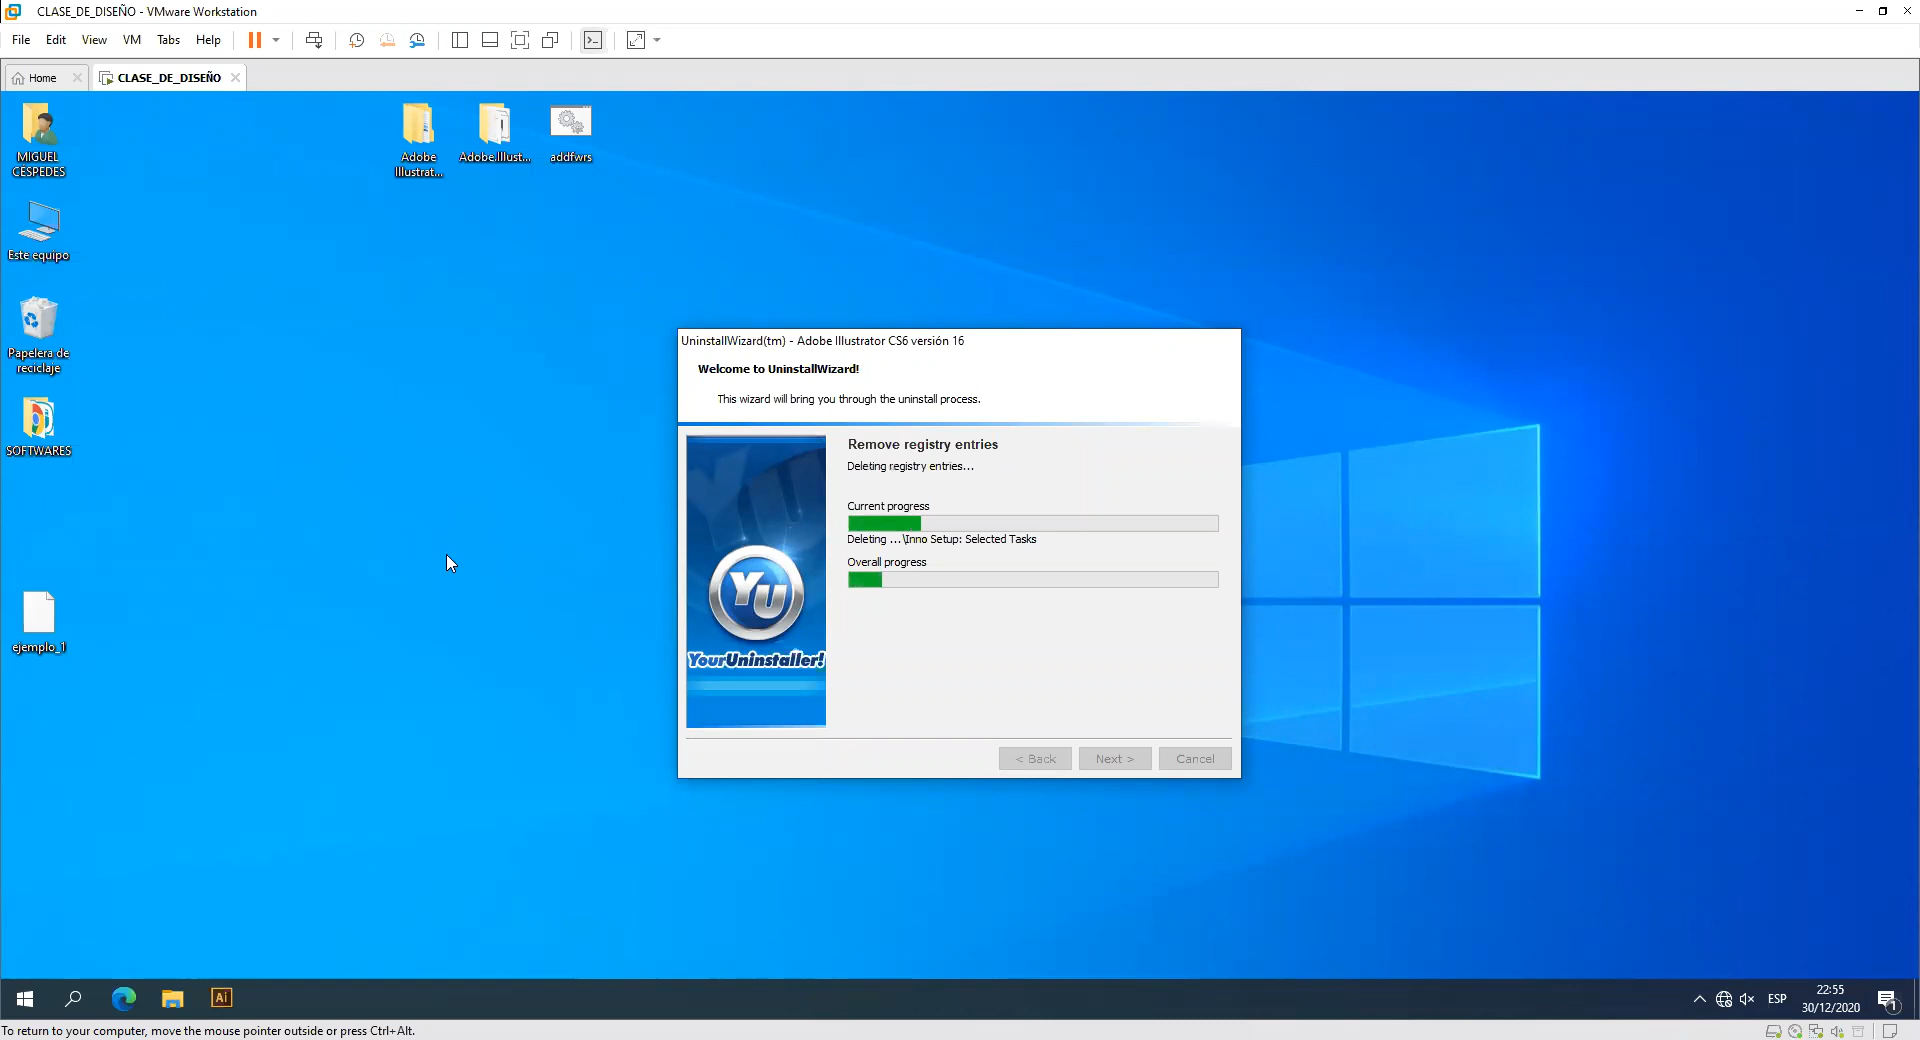 CLASE_DE_DISEÑO - VMware Workstation
File Edit View VM Tabs Help
Home CLASE_DE_DISEÑO
MIGUEL
CESPEDES
Adobe
Illustrat...
Adobe.Illust...
addfwrs
Este equipo
Papelera de
reciclaje
SOFTWARES
ejemplo_1
UninstallWizard(tm) - Adobe Illustrator CS6 versión 16
Welcome to UninstallWizard!
This wizard will bring you through the uninstall process.
Remove registry entries
Deleting registry entries...
Current progress
Deleting ...\Inno Setup: Selected Tasks
Overall progress
YU
YourUninstaller!
< Back Next > Cancel
Ai
ESP
22:55
30/12/2020
1
To return to your computer, move the mouse pointer outside or press Ctrl+Alt.